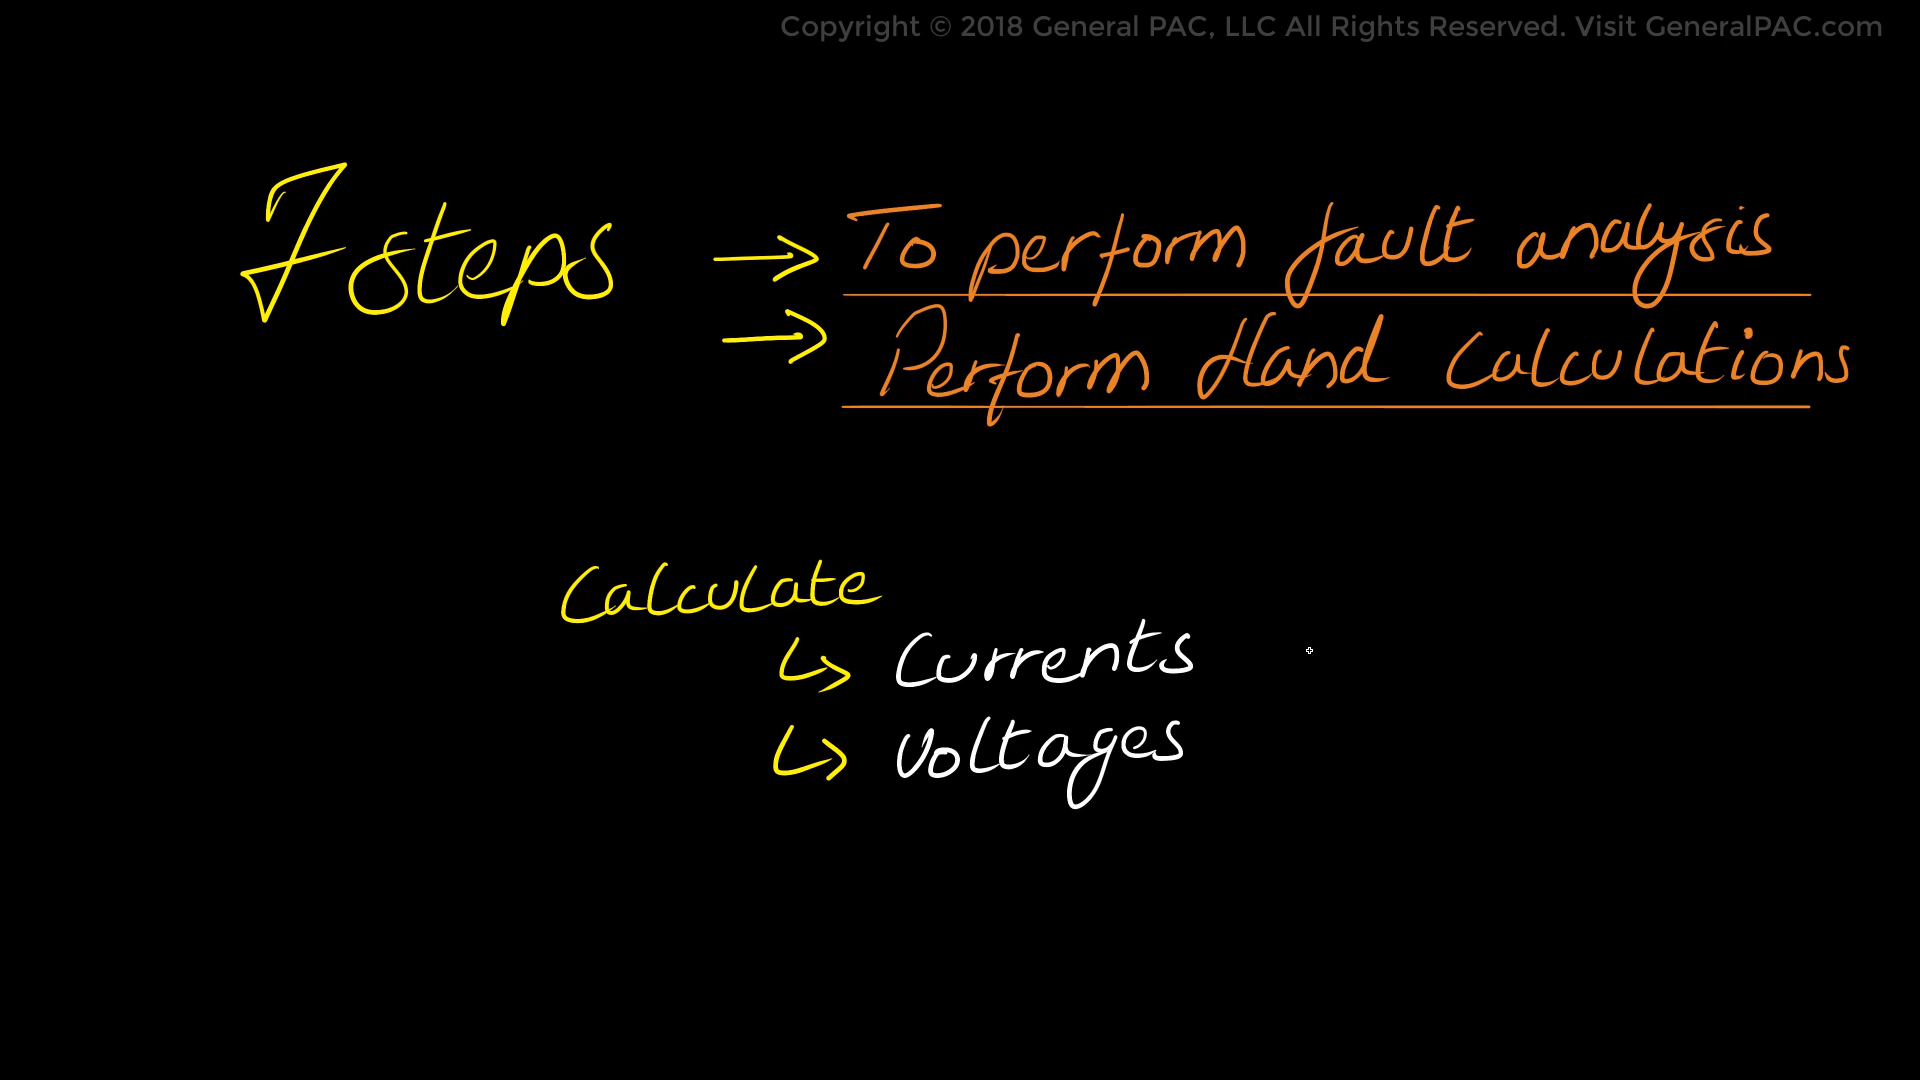 Copyright © 2018 General PAC, LLC All Rights Reserved. Visit GeneralPAC.com
7 steps → To perform fault analysis
→ Perform Hand Calculations
Calculate
↳ Currents
↳ Voltages